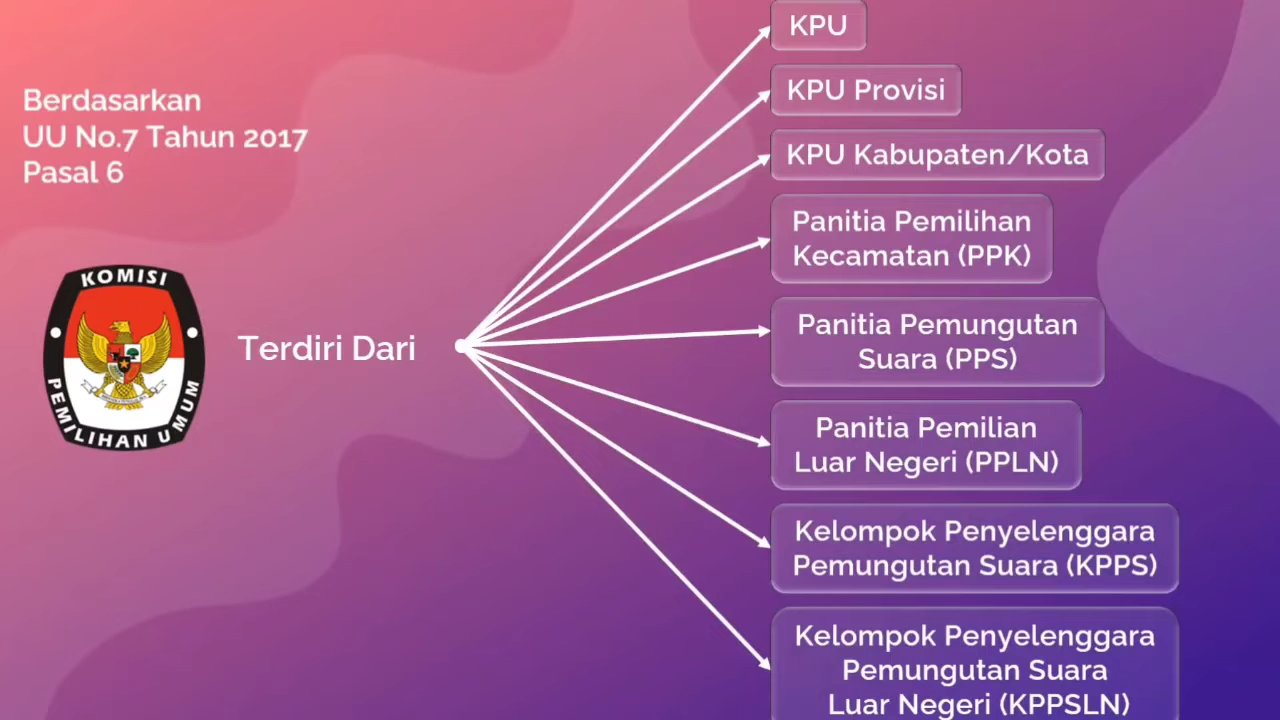 Berdasarkan
UU No.7 Tahun 2017
Pasal 6
KOMISI
PEMILIHAN UMUM
Terdiri Dari
KPU
KPU Provisi
KPU Kabupaten/Kota
Panitia Pemilihan
Kecamatan (PPK)
Panitia Pemungutan
Suara (PPS)
Panitia Pemilian
Luar Negeri (PPLN)
Kelompok Penyelenggara
Pemungutan Suara (KPPS)
Kelompok Penyelenggara
Pemungutan Suara
Luar Negeri (KPPSLN)